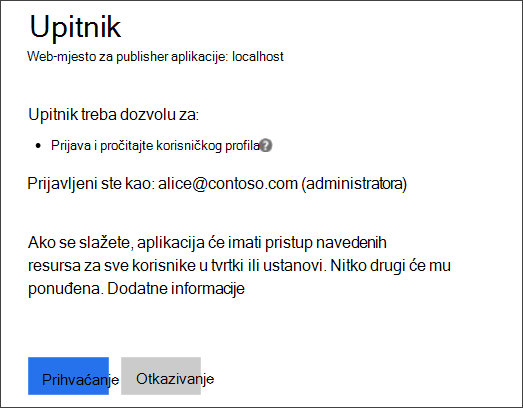 Upitnik
Web-mjesto za publisher aplikacije: localhost
Upitnik treba dozvolu za:
• Prijava i pročitajte korisničkog profila?
Prijavljeni ste kao: alice@contoso.com (administratora)
Ako se slažete, aplikacija će imati pristup navedenih
resursa za sve korisnike u tvrtki ili ustanovi. Nitko drugi će mu
ponuđena. Dodatne informacije
Prihvaćanje Otkazivanje